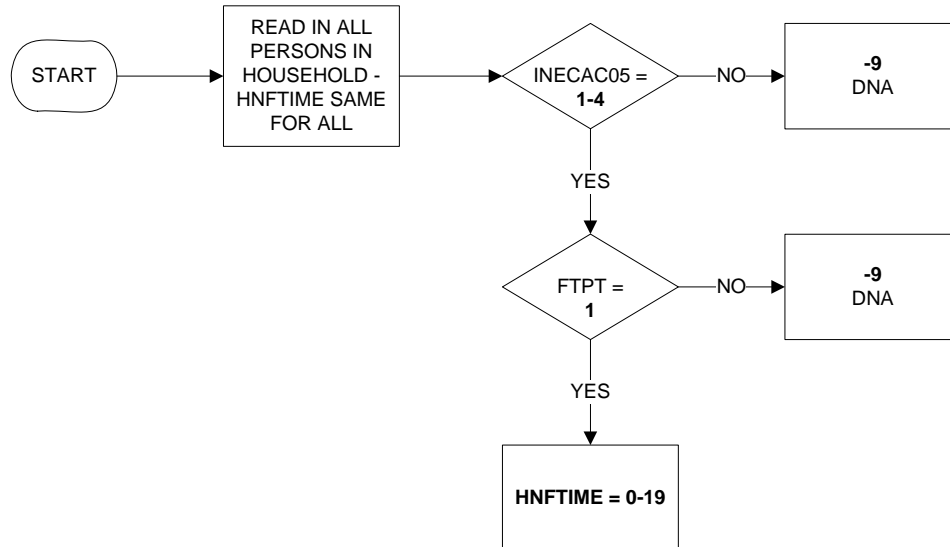 START
READ IN ALL
PERSONS IN
HOUSEHOLD -
HNFTIME SAME
FOR ALL
INECAC05 =
1-4
NO
-9
DNA
YES
FTPT =
1
NO
-9
DNA
YES
HNFTIME = 0-19